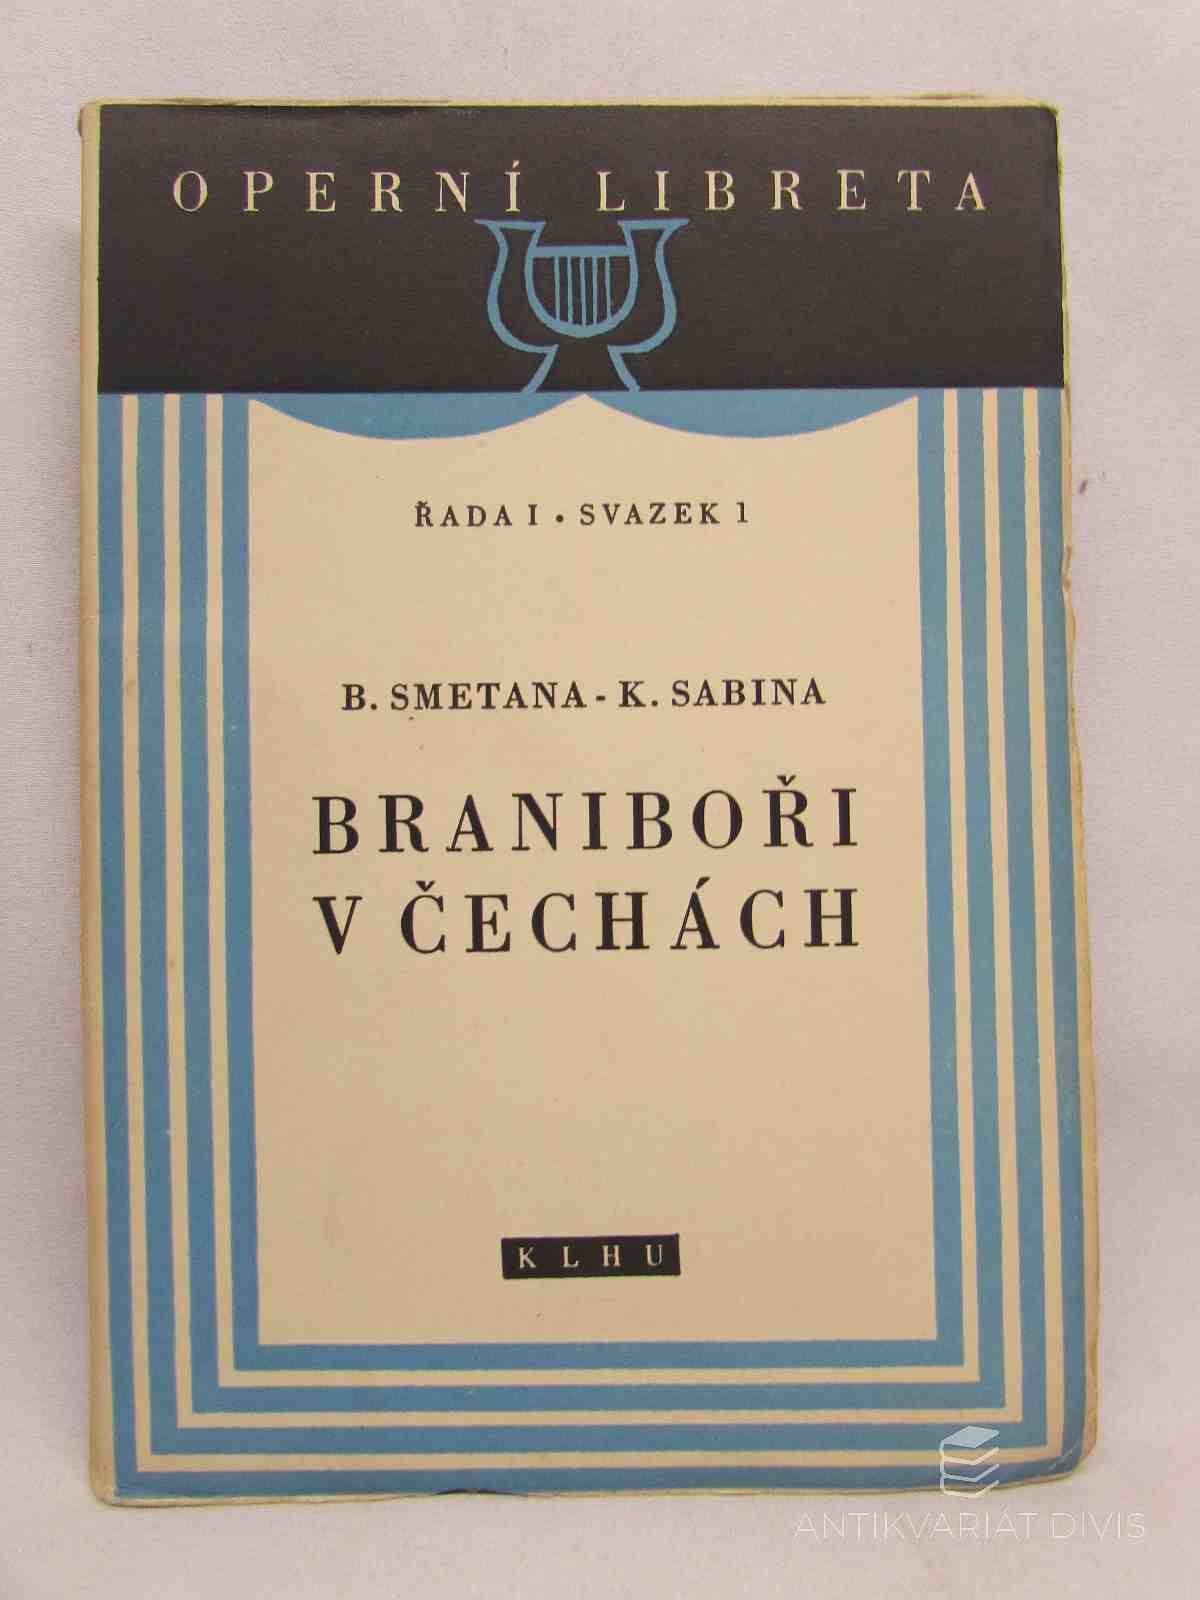 OPERNÍ LIBRETA
ŘADA I • SVAZEK 1
B. SMETANA - K. SABINA
BRANIBOŘI
V ČECHÁCH
KLHU
ANTIKVARIÁT DIVIS